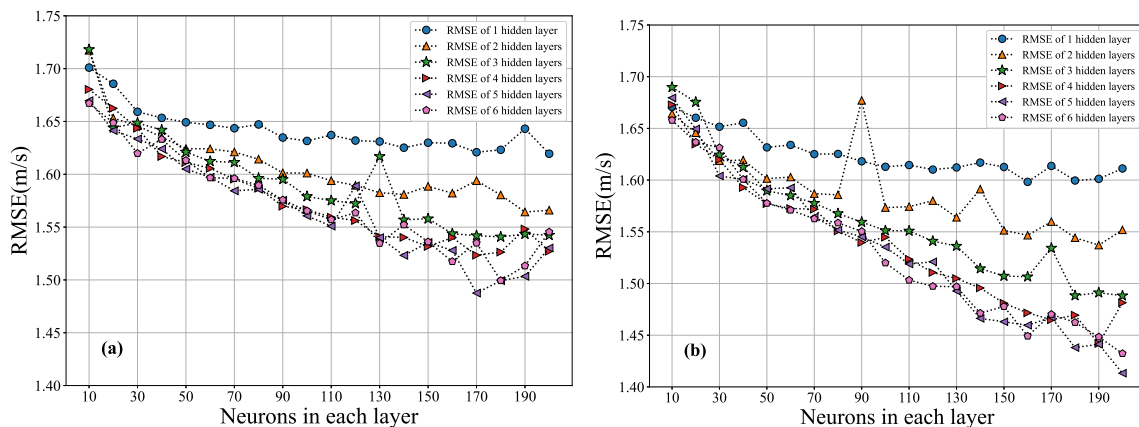 1.75
1.70
1.65
1.60
1.55
1.50
1.45
1.40
RMSE(m/s)
RMSE of 1 hidden layer
RMSE of 2 hidden layers
RMSE of 3 hidden layers
RMSE of 4 hidden layers
RMSE of 5 hidden layers
RMSE of 6 hidden layers
(a)
10 30 50 70 90 110 130 150 170 190
Neurons in each layer
1.75
1.70
1.65
1.60
1.55
1.50
1.45
1.40
RMSE(m/s)
RMSE of 1 hidden layer
RMSE of 2 hidden layers
RMSE of 3 hidden layers
RMSE of 4 hidden layers
RMSE of 5 hidden layers
RMSE of 6 hidden layers
(b)
10 30 50 70 90 110 130 150 170 190
Neurons in each layer